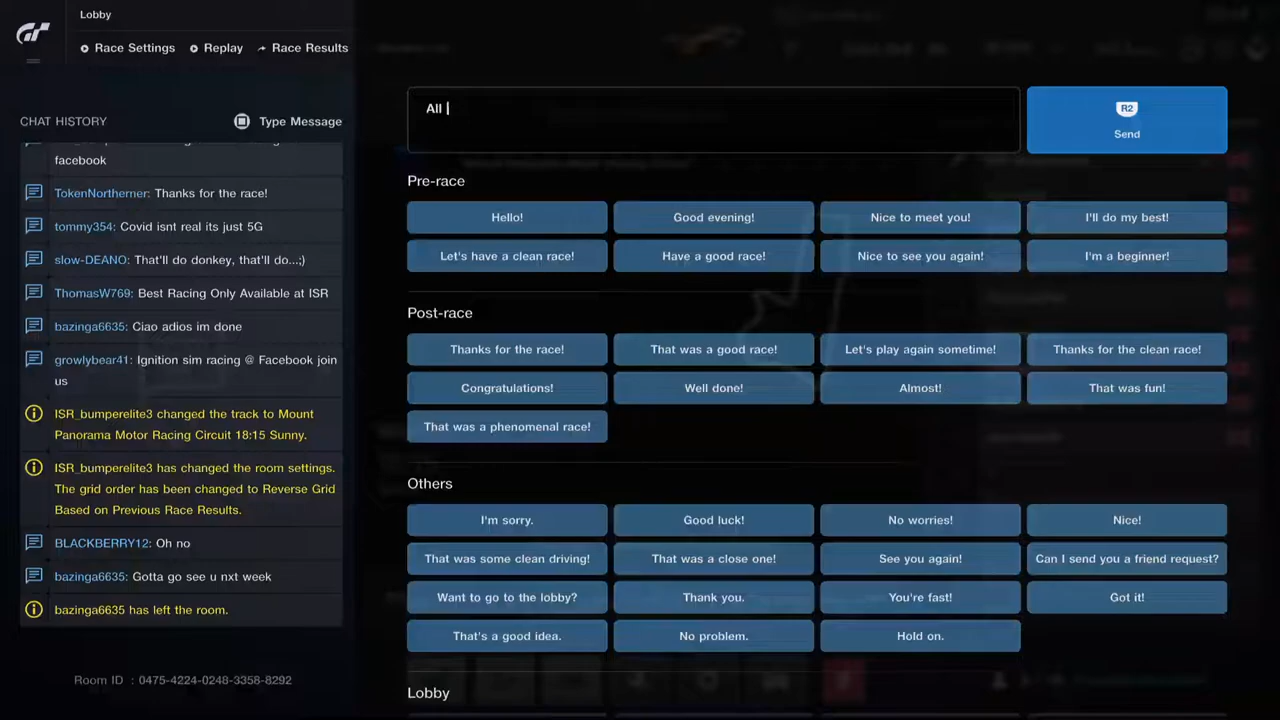 Lobby
Race Settings Replay Race Results
CHAT HISTORY Type Message
facebook
TokenNortherner: Thanks for the race!
tommy354: Covid isnt real its just 5G
slow-DEANO: That'll do donkey, that'll do...;)
ThomasW769: Best Racing Only Available at ISR
bazinga6635: Ciao adios im done
growlybear41: Ignition sim racing @ Facebook join
us
ISR_bumperelite3 changed the track to Mount
Panorama Motor Racing Circuit 18:15 Sunny.
ISR_bumperelite3 has changed the room settings.
The grid order has been changed to Reverse Grid
Based on Previous Race Results.
BLACKBERRY12: Oh no
bazinga6635: Gotta go see u nxt week
bazinga6635 has left the room.
Room ID : 0475-4224-0248-3358-8292
All
R2
Send
Pre-race
Hello! Good evening! Nice to meet you! I'll do my best!
Let's have a clean race! Have a good race! Nice to see you again! I'm a beginner!
Post-race
Thanks for the race! That was a good race! Let's play again sometime! Thanks for the clean race!
Congratulations! Well done! Almost! That was fun!
That was a phenomenal race!
Others
I'm sorry. Good luck! No worries! Nice!
That was some clean driving! That was a close one! See you again! Can I send you a friend request?
Want to go to the lobby? Thank you. You're fast! Got it!
That's a good idea. No problem. Hold on.
Lobby